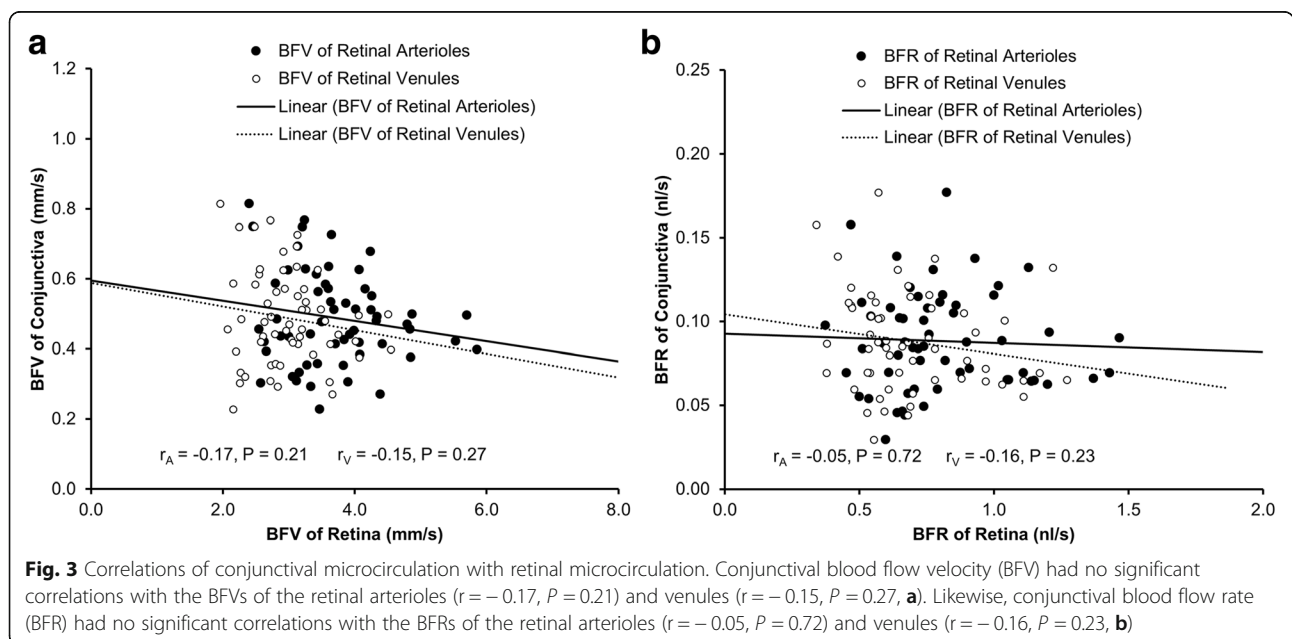 a
BFV of Retinal Arterioles
BFV of Retinal Venules
Linear (BFV of Retinal Arterioles)
Linear (BFV of Retinal Venules)
1.2
1.0
0.8
0.6
0.4
0.2
0.0
BFV of Conjunctiva (mm/s)
r_A = -0.17, P = 0.21 r_V = -0.15, P = 0.27
0.0 2.0 4.0 6.0 8.0
BFV of Retina (mm/s)
b
BFR of Retinal Arterioles
BFR of Retinal Venules
Linear (BFR of Retinal Arterioles)
Linear (BFR of Retinal Venules)
0.25
0.20
0.15
0.10
0.05
0.00
BFR of Conjunctiva (nl/s)
r_A = -0.05, P = 0.72 r_V = -0.16, P = 0.23
0.0 0.5 1.0 1.5 2.0
BFR of Retina (nl/s)
Fig. 3 Correlations of conjunctival microcirculation with retinal microcirculation. Conjunctival blood flow velocity (BFV) had no significant
correlations with the BFVs of the retinal arterioles (r = − 0.17, P = 0.21) and venules (r = − 0.15, P = 0.27, a). Likewise, conjunctival blood flow rate
(BFR) had no significant correlations with the BFRs of the retinal arterioles (r = − 0.05, P = 0.72) and venules (r = − 0.16, P = 0.23, b)